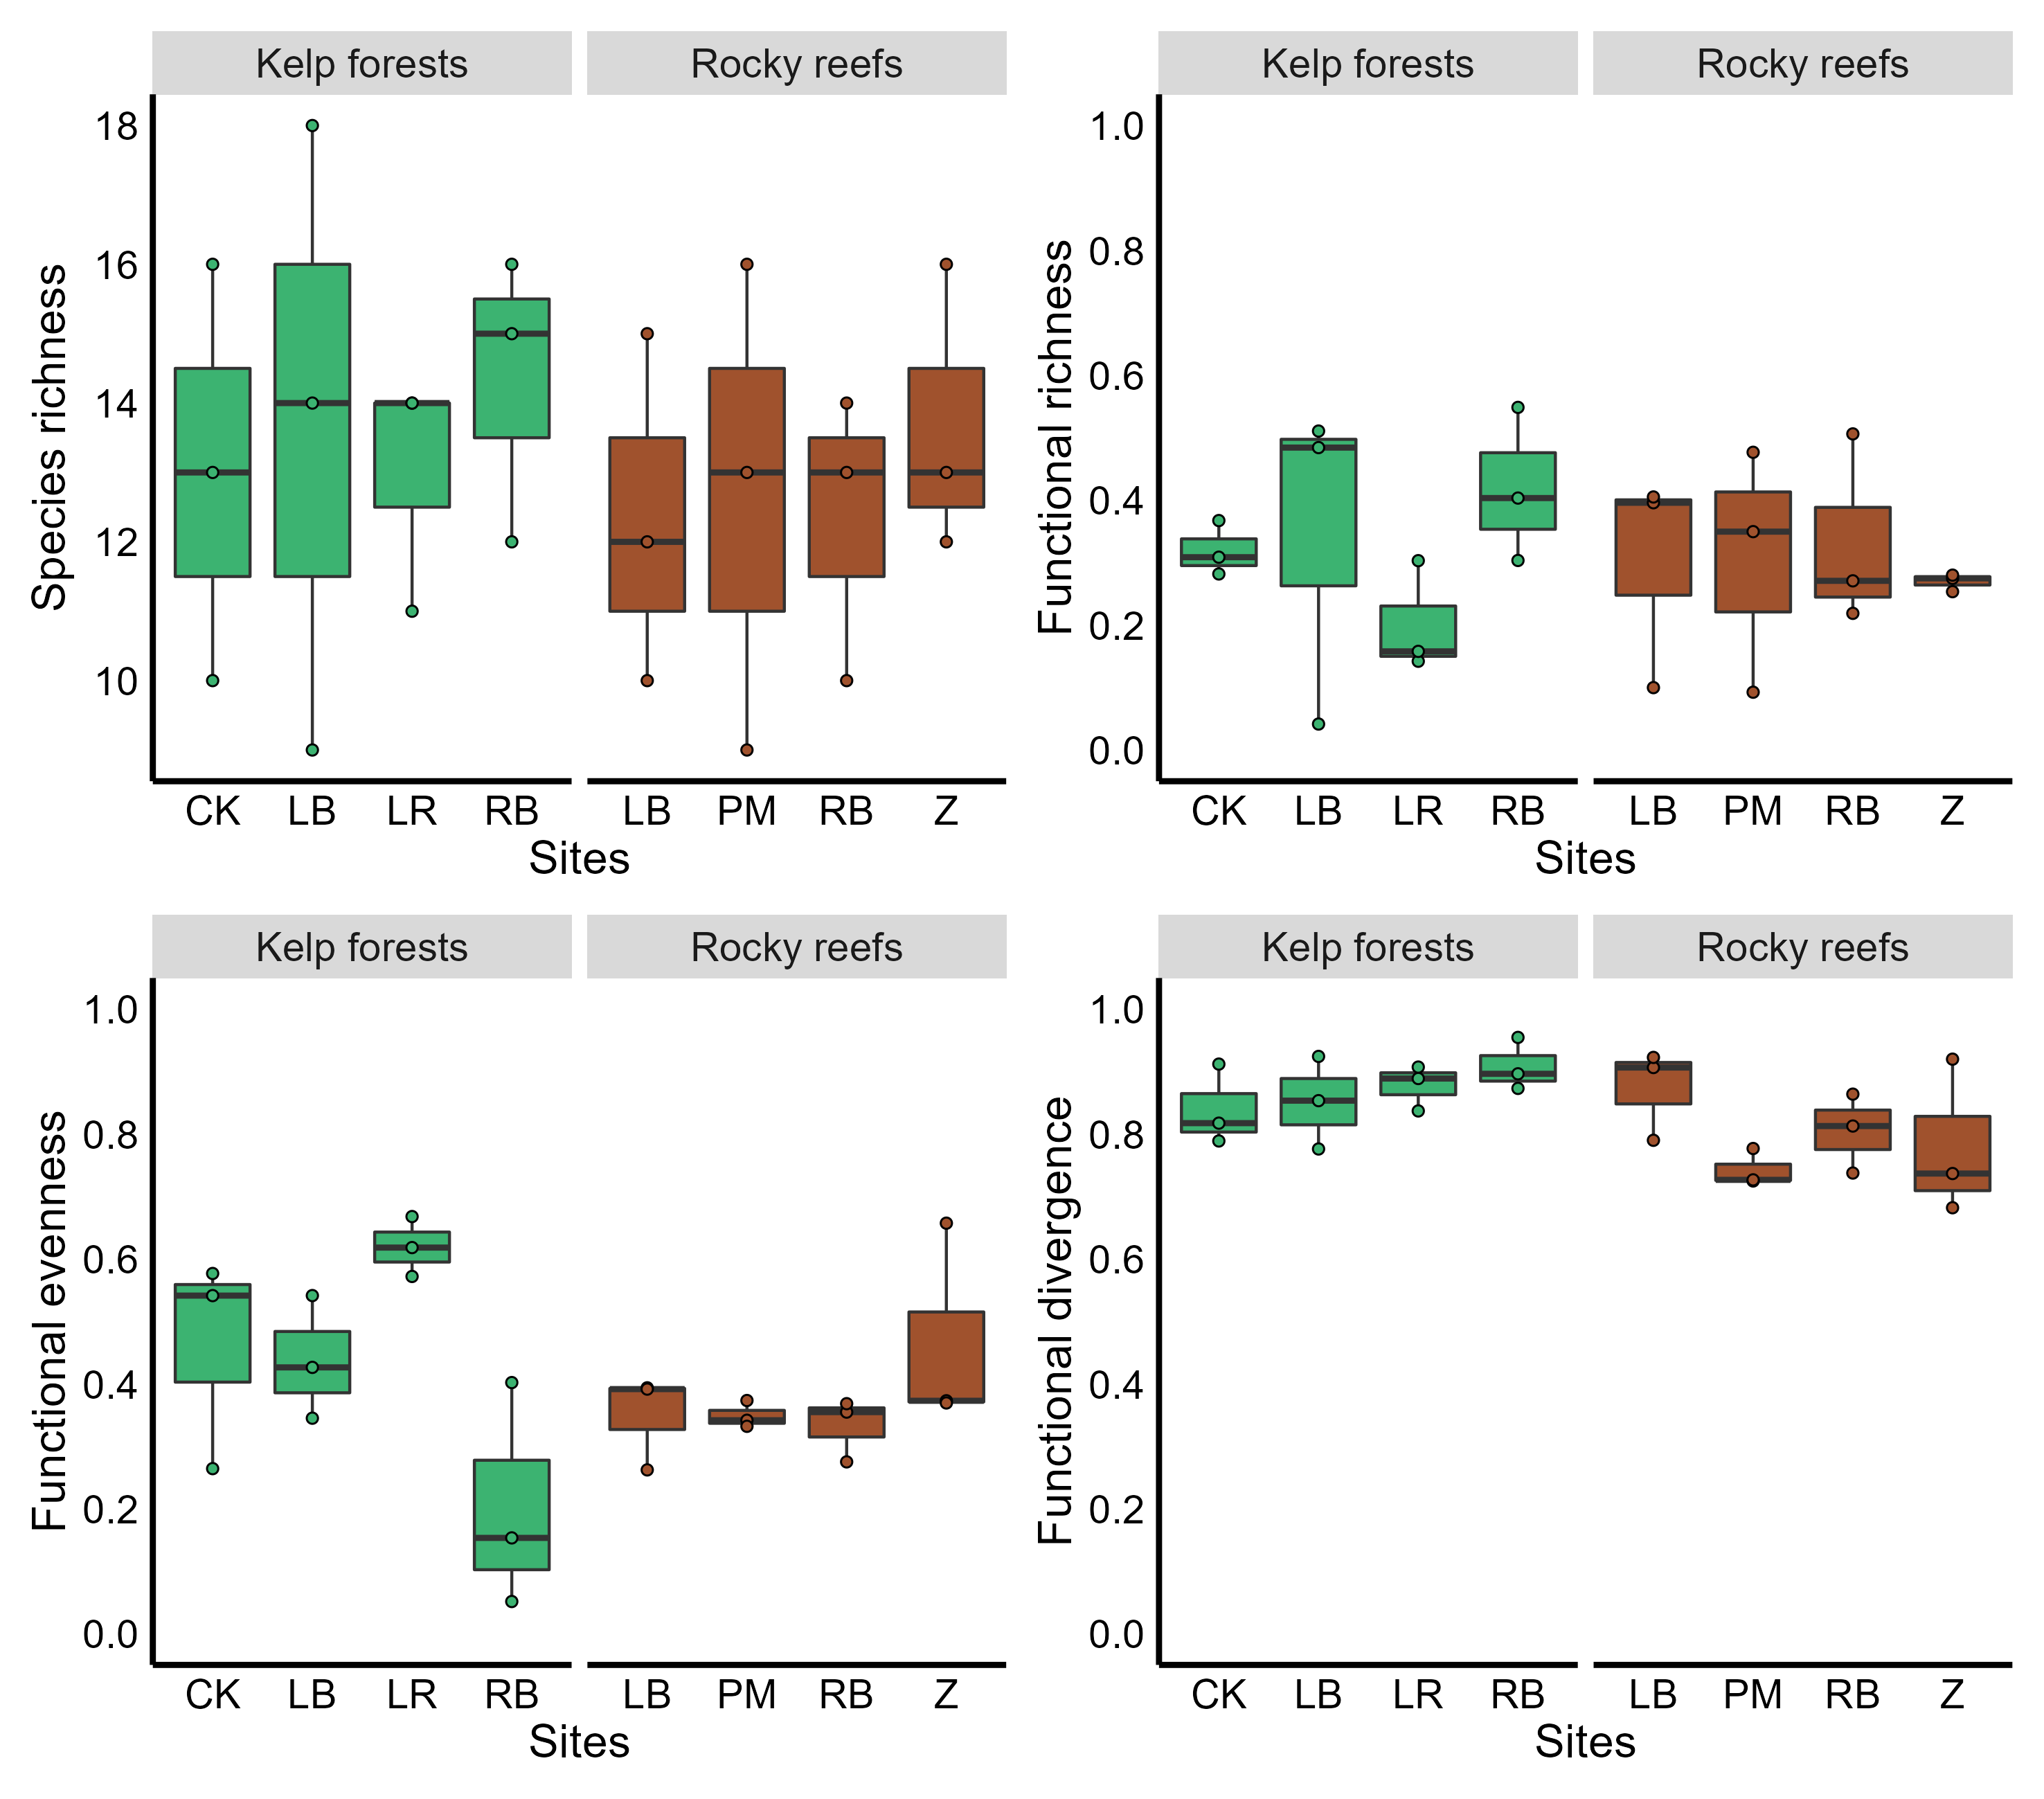 Kelp forests Rocky reefs
Species richness
18
16
14
12
10
CK LB LR RB LB PM RB Z
Sites
Kelp forests Rocky reefs
Functional richness
1.0
0.8
0.6
0.4
0.2
0.0
CK LB LR RB LB PM RB Z
Sites
Kelp forests Rocky reefs
Functional evenness
1.0
0.8
0.6
0.4
0.2
0.0
CK LB LR RB LB PM RB Z
Sites
Kelp forests Rocky reefs
Functional divergence
1.0
0.8
0.6
0.4
0.2
0.0
CK LB LR RB LB PM RB Z
Sites